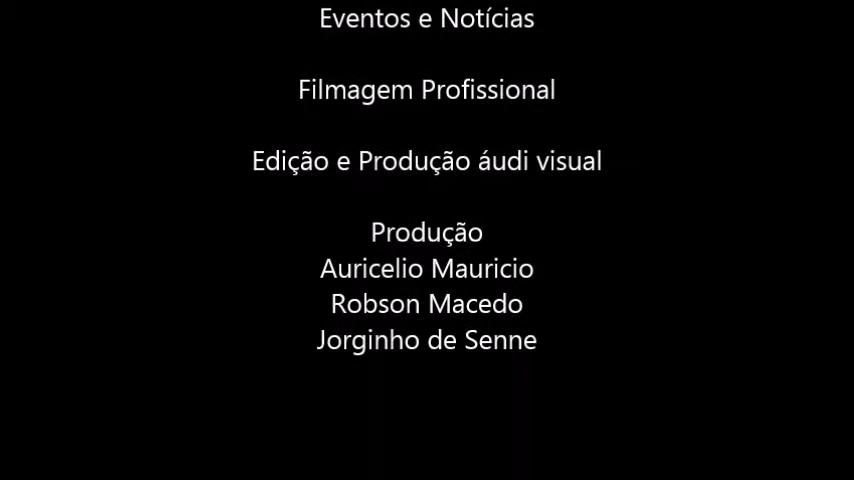 Eventos e Notícias
Filmagem Profissional
Edição e Produção áudi visual
Produção
Auricelio Mauricio
Robson Macedo
Jorginho de Senne